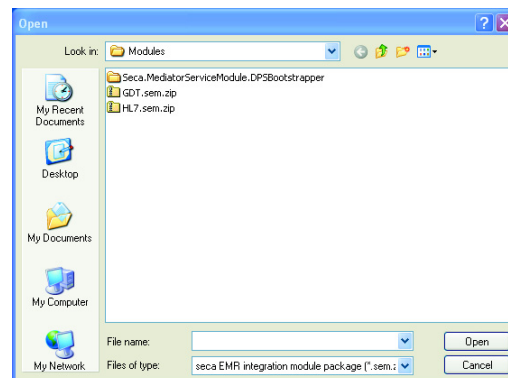 Open
Look in:
Modules
Seca.MediatorServiceModule.DPSBootstrapper
GDT.sem.zip
HL7.sem.zip
My Recent
Documents
Desktop
My Documents
My Computer
My Network
File name:
Open
Files of type:
seca EMR integration module package (*.sem.z
Cancel